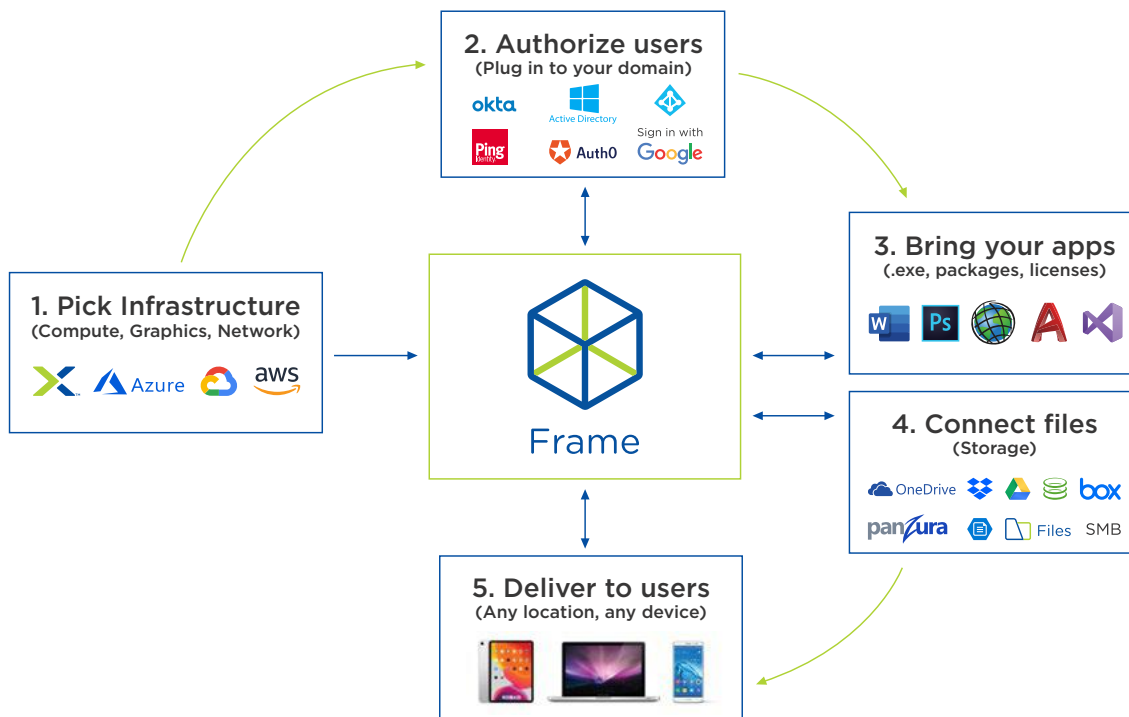 2. Authorize users
(Plug in to your domain)
okta
Active Directory
Ping
Identity
Auth0
Sign in with
Google
1. Pick Infrastructure
(Compute, Graphics, Network)
Azure
aws
Frame
3. Bring your apps
(.exe, packages, licenses)
W
Ps
4. Connect files
(Storage)
OneDrive
box
panzura
Files
SMB
5. Deliver to users
(Any location, any device)